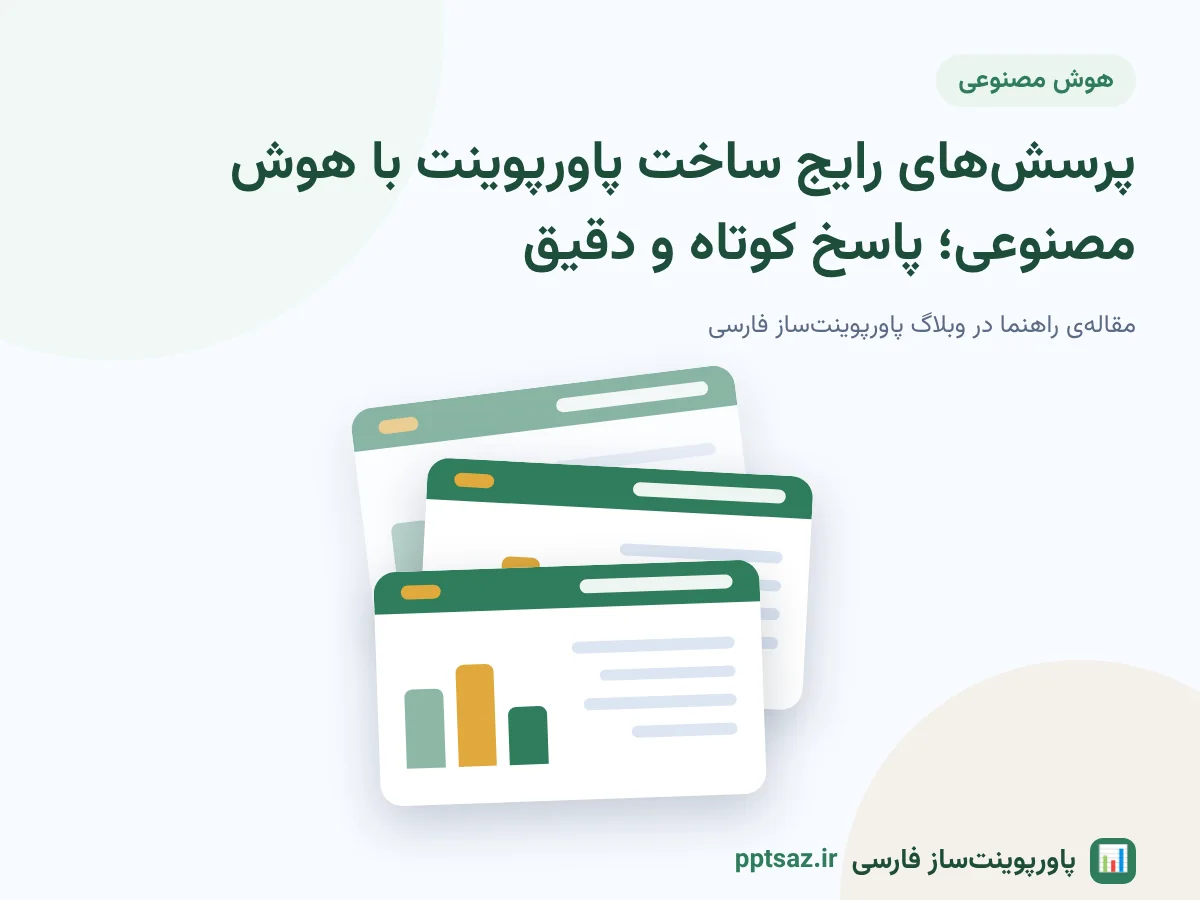 هوش مصنوعی
پرسش‌های رایج ساخت پاورپوینت با هوش
مصنوعی؛ پاسخ کوتاه و دقیق
مقاله‌ی راهنما در وبلاگ پاورپوینت‌ساز فارسی
پاورپوینت‌ساز فارسی pptsaz.ir